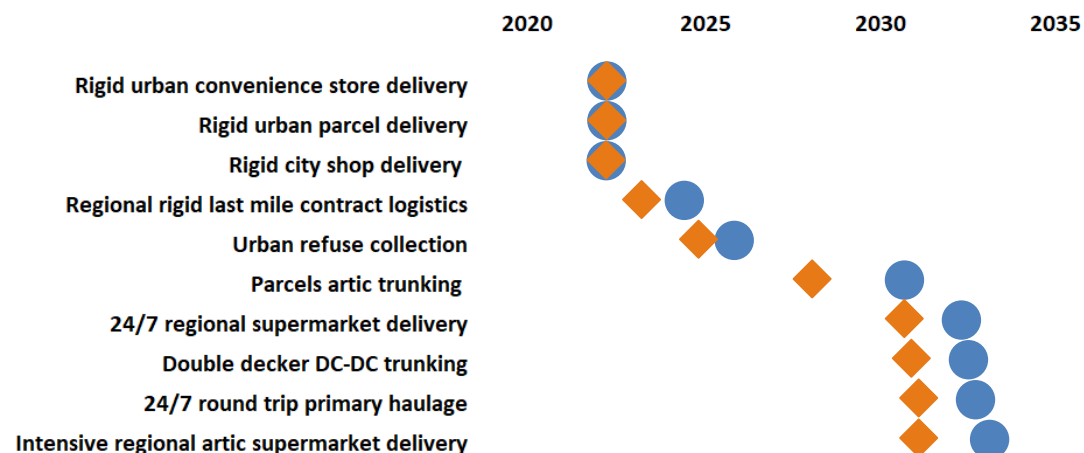 2020 2025 2030 2035
Rigid urban convenience store delivery
Rigid urban parcel delivery
Rigid city shop delivery
Regional rigid last mile contract logistics
Urban refuse collection
Parcels artic trunking
24/7 regional supermarket delivery
Double decker DC-DC trunking
24/7 round trip primary haulage
Intensive regional artic supermarket delivery